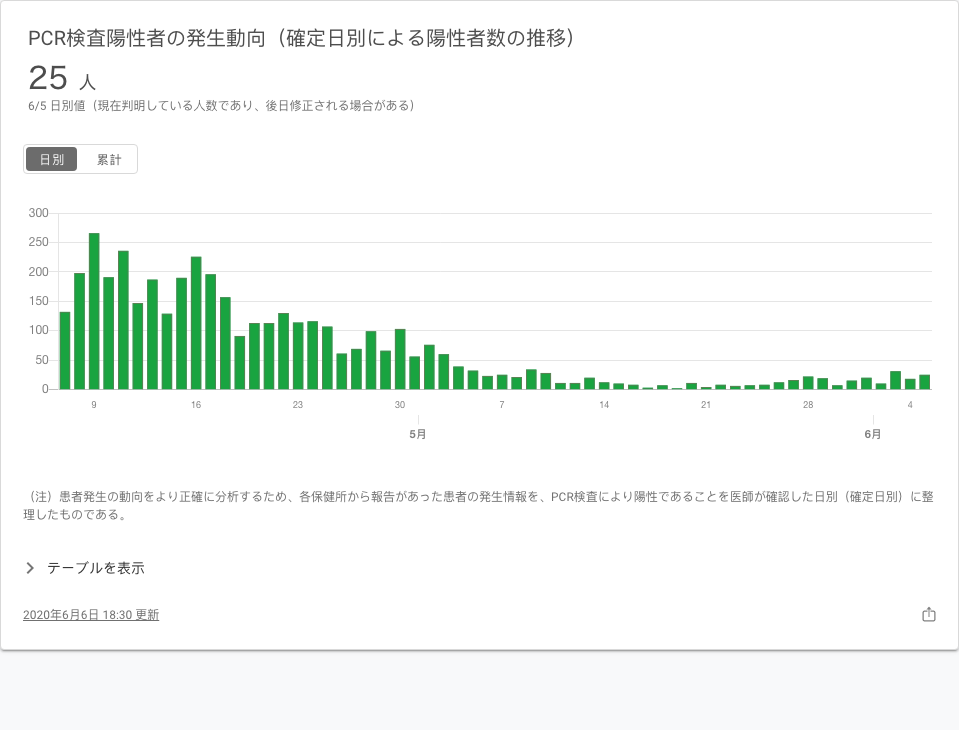 PCR検査陽性者の発生動向（確定日別による陽性者数の推移）
25 人
6/5 日別値（現在判明している人数であり、後日修正される場合がある）
日別 累計
300
250
200
150
100
50
0
9 16 23 30 7 14 21 28 4
5月 6月
（注）患者発生の動向をより正確に分析するため、各保健所から報告があった患者の発生情報を、PCR検査により陽性であることを医師が確認した日別（確定日別）に整
理したものである。
テーブルを表示
2020年6月6日 18:30 更新